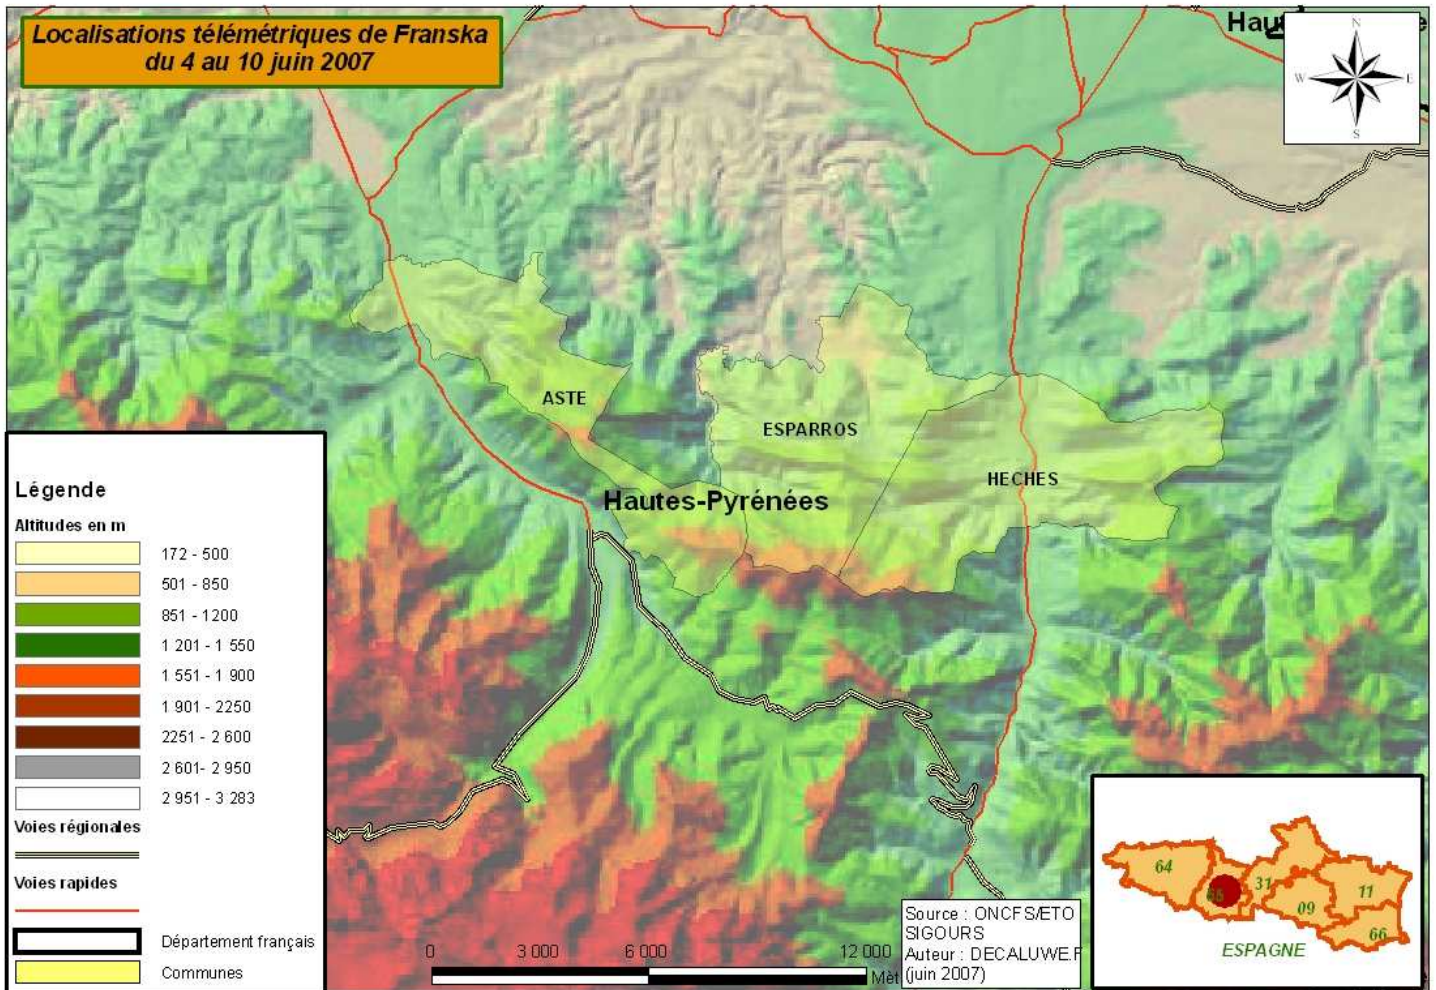 Localisations télémétriques de Franska
du 4 au 10 juin 2007
N
W
E
S
ASTE
ESPARROS
HECHES
Hautes-Pyrénées
Légende
Altitudes en m
172 - 500
501 - 850
851 - 1200
1 201 - 1 550
1 551 - 1 900
1 901 - 2250
2251 - 2 600
2 601- 2 950
2 951 - 3 283
Voies régionales
Voies rapides
Département français
Communes
0 3 000 6 000 12 000
Mèt
Source : ONCFS/ETO
SIGOURS
Auteur : DECALUWE.F
(juin 2007)
64
31
09
11
66
ESPAGNE